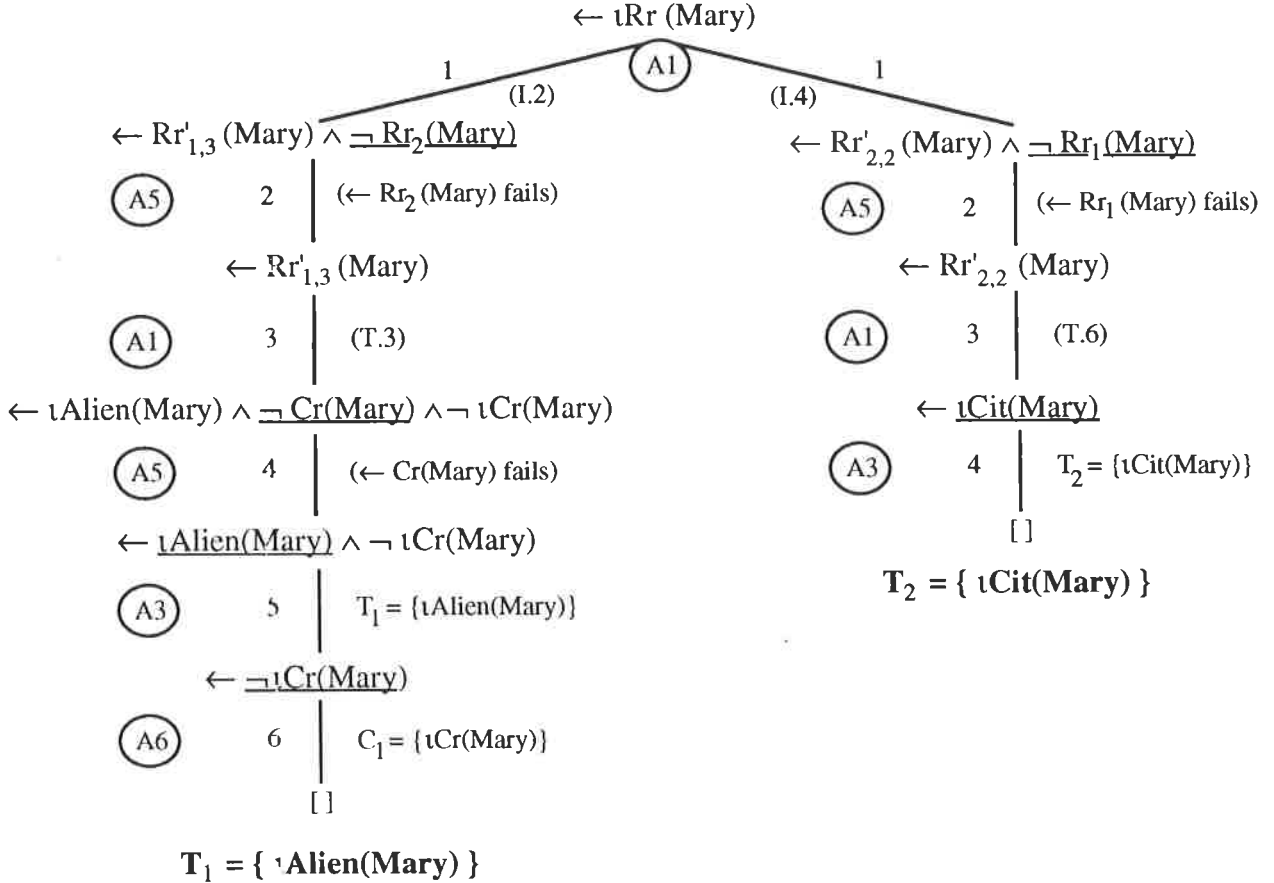 ← ιRr (Mary)
1 A1 1
(I.2) (I.4)
← Rr'1,3 (Mary) ∧ ¬ Rr2(Mary)
← Rr'2,2 (Mary) ∧ ¬ Rr1(Mary)
A5 2 (← Rr2 (Mary) fails)
A5 2 (← Rr1 (Mary) fails)
← Rr'1,3 (Mary)
← Rr'2,2 (Mary)
A1 3 (T.3)
A1 3 (T.6)
← ιAlien(Mary) ∧ ¬ Cr(Mary) ∧ ¬ ιCr(Mary)
← ιCit(Mary)
A5 4 (← Cr(Mary) fails)
A3 4 T2 = {ιCit(Mary)}
← ιAlien(Mary) ∧ ¬ ιCr(Mary)
[ ]
T2 = { ιCit(Mary) }
A3 5 T1 = {ιAlien(Mary)}
← ¬ιCr(Mary)
A6 6 C1 = {ιCr(Mary)}
[ ]
T1 = { ιAlien(Mary) }